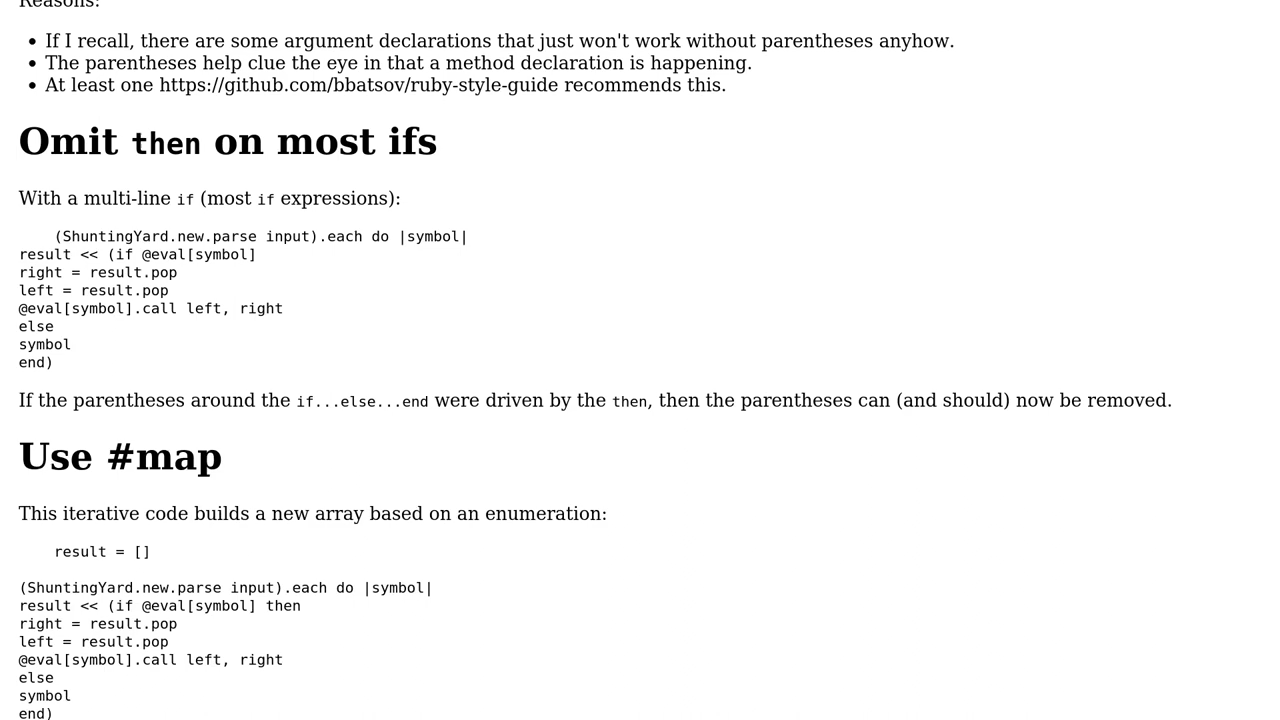 Reasons:
If I recall, there are some argument declarations that just won't work without parentheses anyhow.
The parentheses help clue the eye in that a method declaration is happening.
At least one https://github.com/bbatsov/ruby-style-guide recommends this.
Omit then on most ifs
With a multi-line if (most if expressions):
(ShuntingYard.new.parse input).each do |symbol|
result << (if @eval[symbol]
right = result.pop
left = result.pop
@eval[symbol].call left, right
else
symbol
end)
If the parentheses around the if...else...end were driven by the then, then the parentheses can (and should) now be removed.
Use #map
This iterative code builds a new array based on an enumeration:
result = []
(ShuntingYard.new.parse input).each do |symbol|
result << (if @eval[symbol] then
right = result.pop
left = result.pop
@eval[symbol].call left, right
else
symbol
end)